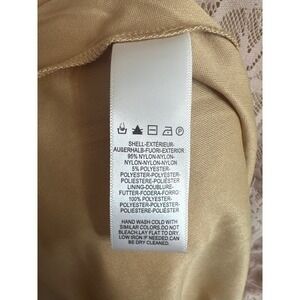 SHELL-EXTÉRIEUR-
AUßERHALB-FUORI-EXTERIOR:
95% NYLON-NYLON-
NYLON-NYLON-NYLON
5% POLYESTER-
POLYESTER-POLYESTER-
POLIESTERE-POLIÉSTER
LINING-DOUBLURE-
FUTTER-FODERA-FORRO:
100% POLYESTER-
POLYESTER-POLYESTER-
POLIESTERE-POLIÉSTER
HAND WASH COLD WITH
SIMILAR COLORS.DO NOT
BLEACH.LAY FLAT TO DRY.
LOW IRON IF NEEDED.CAN
BE DRY CLEANED.